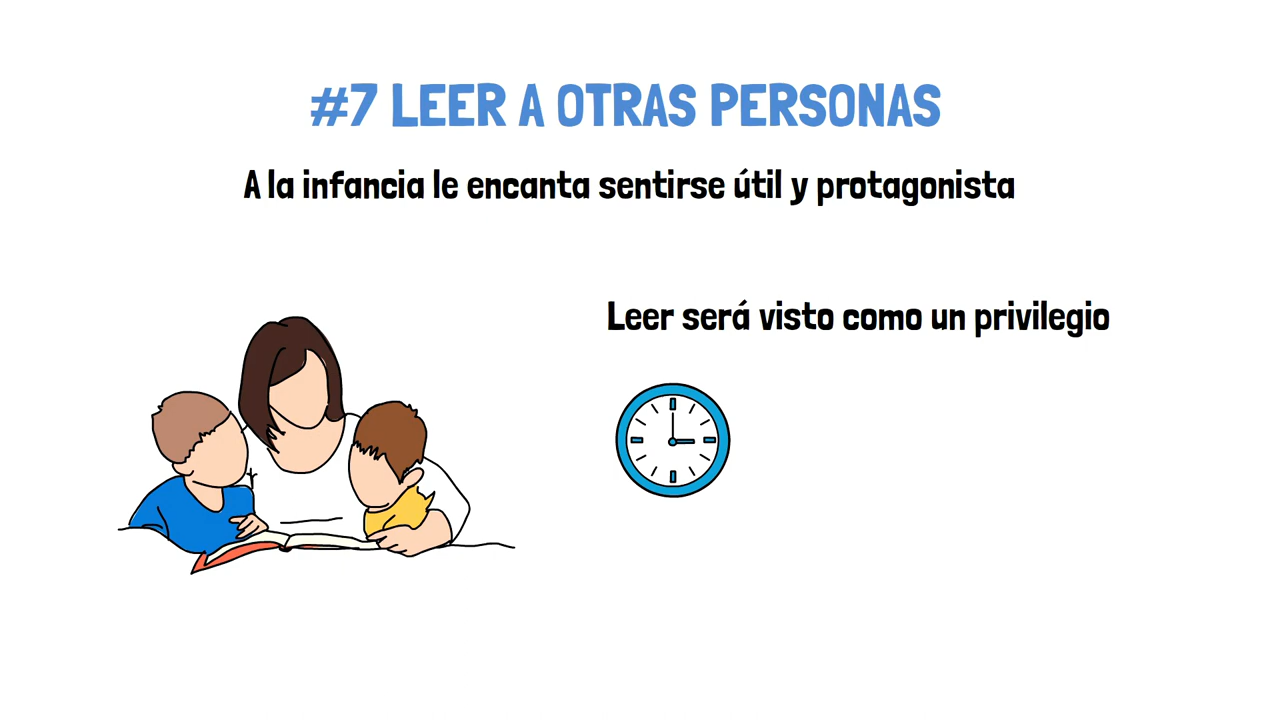 #7 LEER A OTRAS PERSONAS
A la infancia le encanta sentirse útil y protagonista
Leer será visto como un privilegio